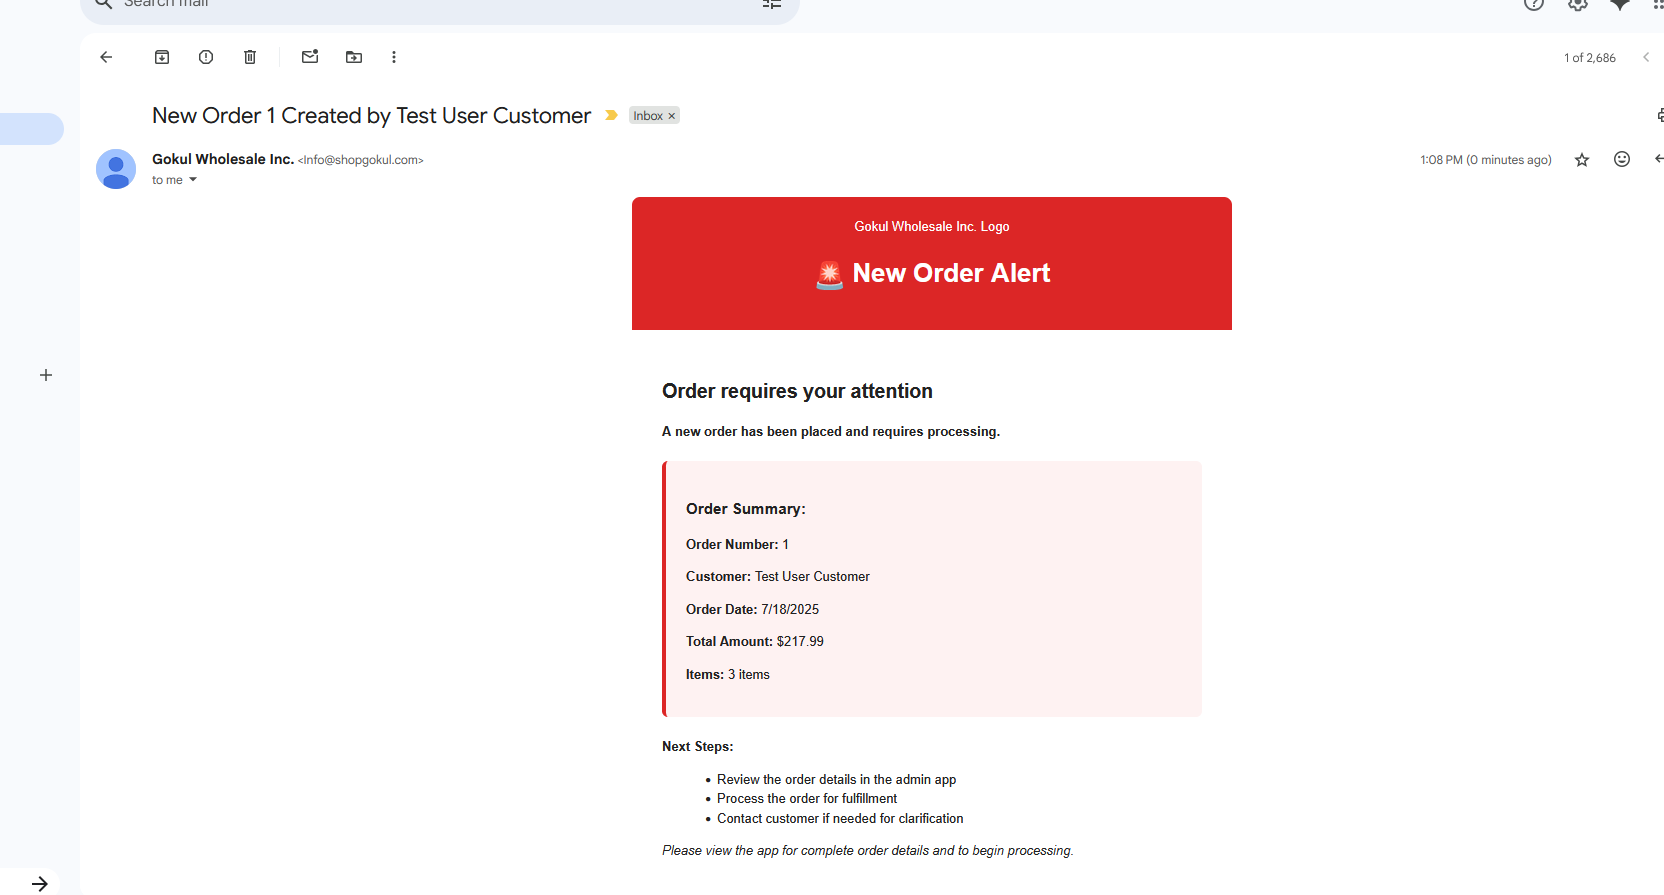 Search mail
1 of 2,686
New Order 1 Created by Test User Customer
Inbox ×
Gokul Wholesale Inc. <Info@shopgokul.com>
1:08 PM (0 minutes ago)
to me
Gokul Wholesale Inc. Logo
🚨 New Order Alert
Order requires your attention
A new order has been placed and requires processing.
Order Summary:
Order Number: 1
Customer: Test User Customer
Order Date: 7/18/2025
Total Amount: $217.99
Items: 3 items
Next Steps:
• Review the order details in the admin app
• Process the order for fulfillment
• Contact customer if needed for clarification
Please view the app for complete order details and to begin processing.